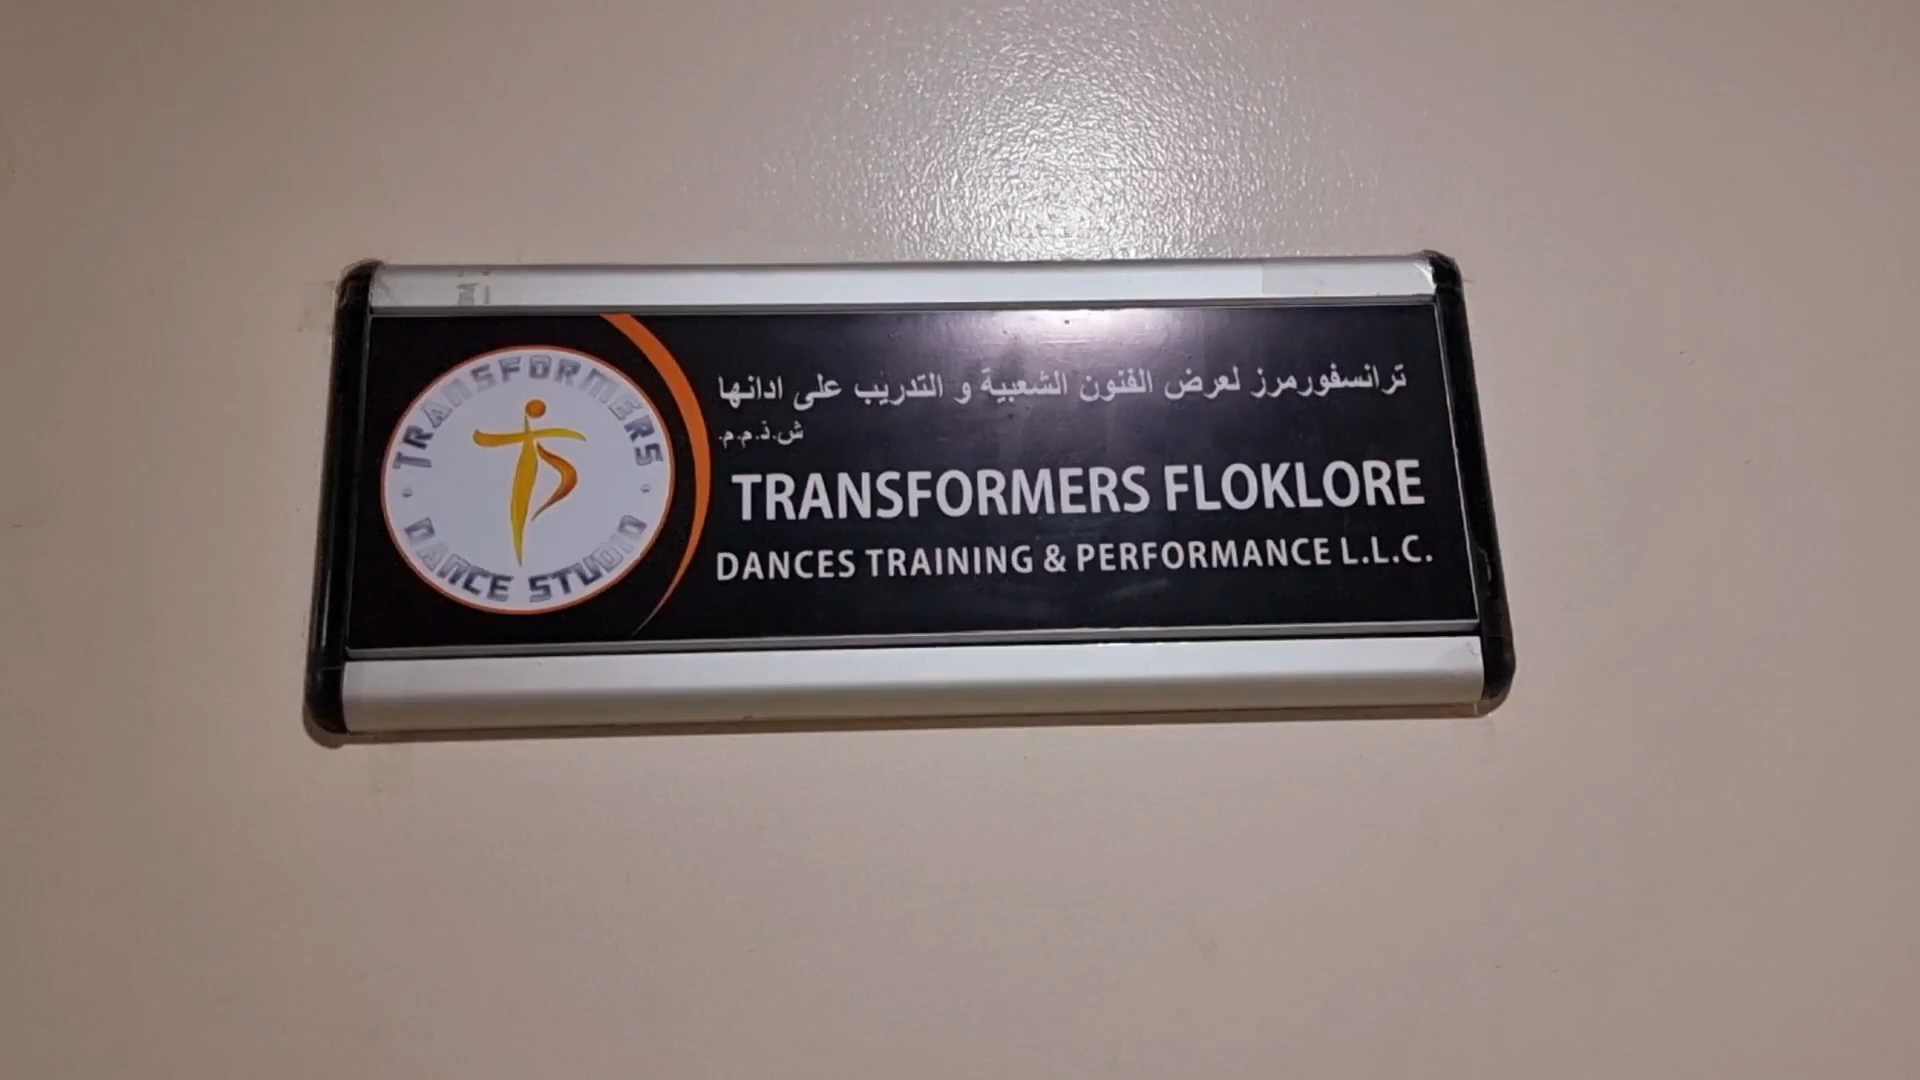 TRANSFORMERS
DANCE STUDIO
ترانسفورمرز لعرض الفنون الشعبية و التدريب على ادائها
ش.ذ.م.م.
TRANSFORMERS FLOKLORE
DANCES TRAINING & PERFORMANCE L.L.C.